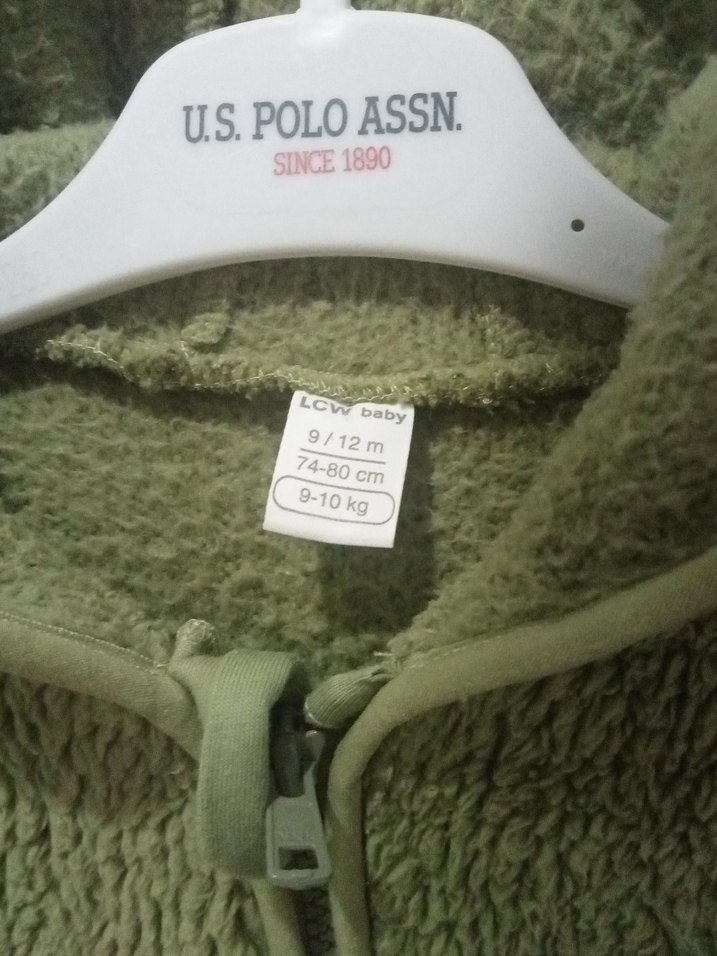 U.S. POLO ASSN.
SINCE 1890
LCW baby
9 / 12 m
74-80 cm
9-10 kg